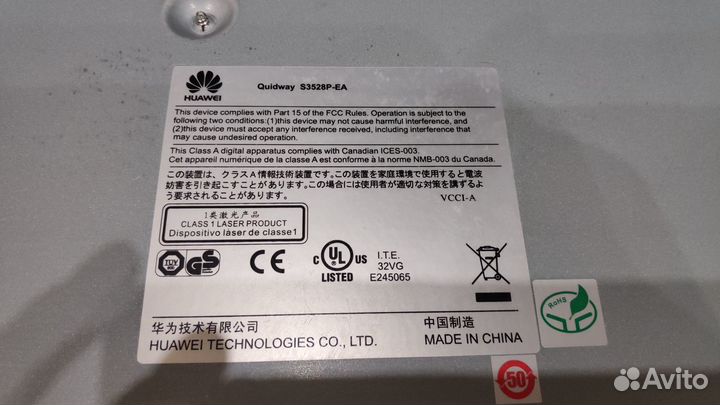 HUAWEI
Quidway S3528P-EA
This device complies with Part 15 of the FCC Rules. Operation is subject to the
following two conditions:(1)this device may not cause harmful interference, and
(2)this device must accept any interference received, including interference that
may cause undesired operation.
This Class A digital apparatus complies with Canadian ICES-003.
Cet appareil numérique de la classe A est conforme à la norme NMB-003 du Canada.
この装置は、クラスA情報技術装置です。この装置を家庭環境で使用すると電波
妨害を引き起こすことがあります。この場合には使用者が適切な対策を講ずるよ
う要求されることがあります。
VCCI-A
1类激光产品
CLASS 1 LASER PRODUCT
Dispositivo láser de classe1
TÜV
GS
CE
c UL US
LISTED
I.T.E.
32VG
E245065
RoHS
华为技术有限公司
HUAWEI TECHNOLOGIES CO., LTD.
中国制造
MADE IN CHINA
50
Avito